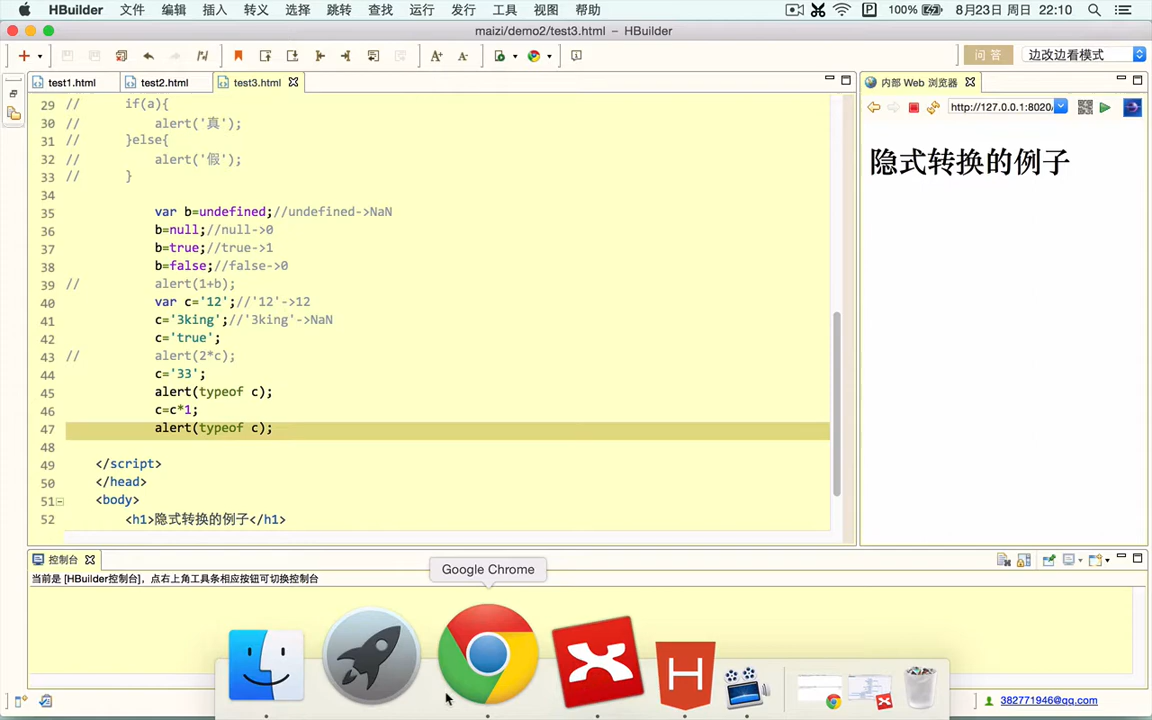 HBuilder 文件 编辑 插入 转义 选择 跳转 查找 运行 发行 工具 视图 帮助 100% 8月23日 周日 22:10
maizi/demo2/test3.html – HBuilder
问 答 边改边看模式
test1.html test2.html test3.html 内部 Web 浏览器
http://127.0.0.1:8020/
29 // if(a){
30 // alert('真');
31 // }else{
32 // alert('假');
33 // }
34
35 var b=undefined;//undefined->NaN
36 b=null;//null->0
37 b=true;//true->1
38 b=false;//false->0
39 // alert(1+b);
40 var c='12';//'12'->12
41 c='3king';//'3king'->NaN
42 c='true';
43 // alert(2*c);
44 c='33';
45 alert(typeof c);
46 c=c*1;
47 alert(typeof c);
48
49 </script>
50 </head>
51 <body>
52 <h1>隐式转换的例子</h1>
隐式转换的例子
控制台
当前是 [HBuilder控制台]，点右上角工具条相应按钮可切换控制台
Google Chrome
382771946@qq.com